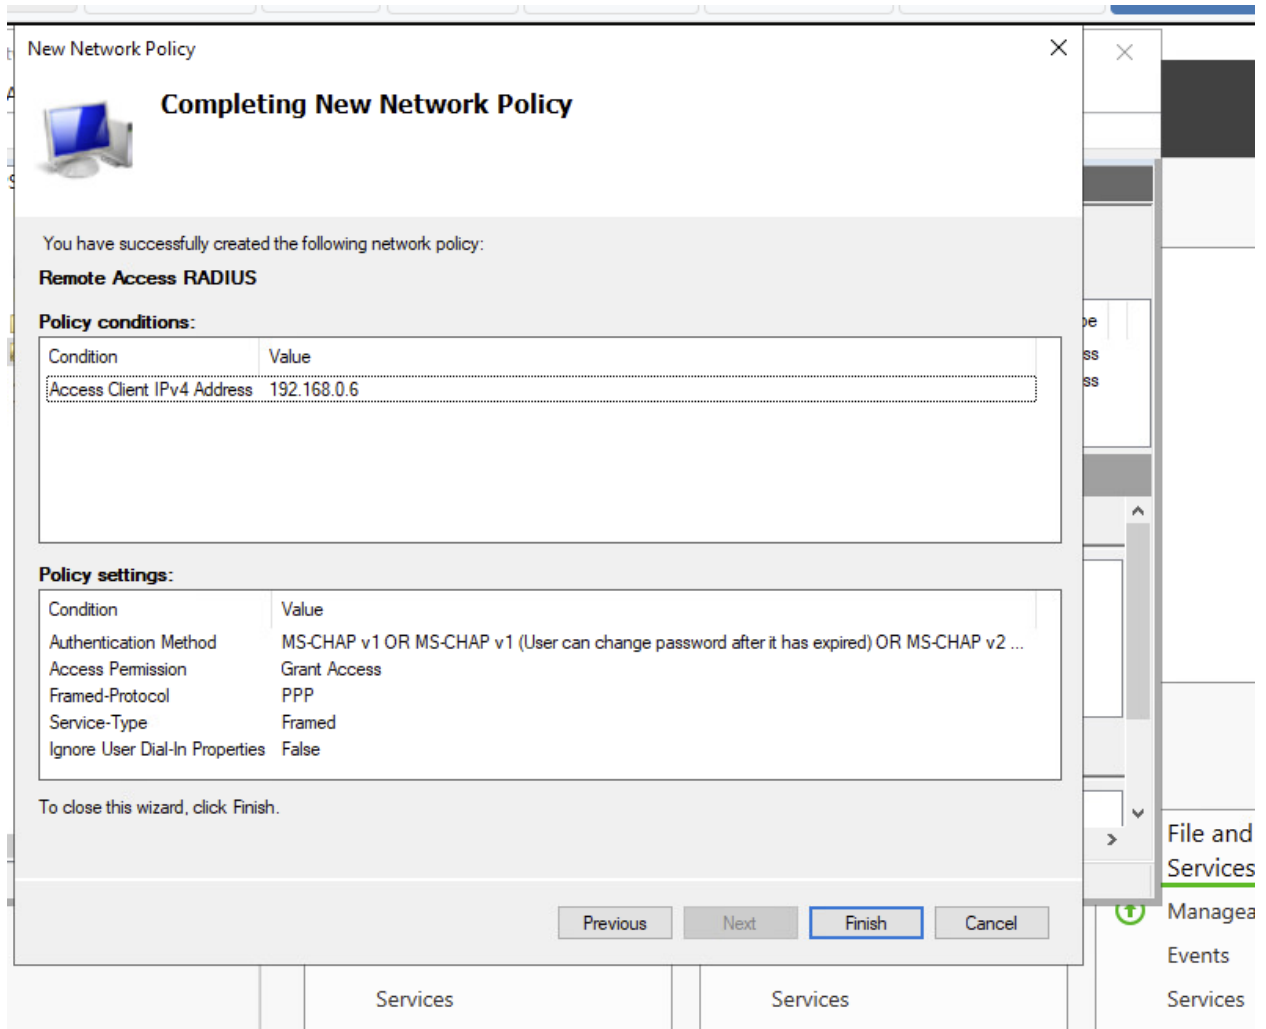 New Network Policy
Completing New Network Policy
You have successfully created the following network policy:
Remote Access RADIUS
Policy conditions:
Condition Value
Access Client IPv4 Address 192.168.0.6
Policy settings:
Condition Value
Authentication Method MS-CHAP v1 OR MS-CHAP v1 (User can change password after it has expired) OR MS-CHAP v2 ...
Access Permission Grant Access
Framed-Protocol PPP
Service-Type Framed
Ignore User Dial-In Properties False
To close this wizard, click Finish.
Previous Next Finish Cancel
File and
Services
Events
Services Services Services